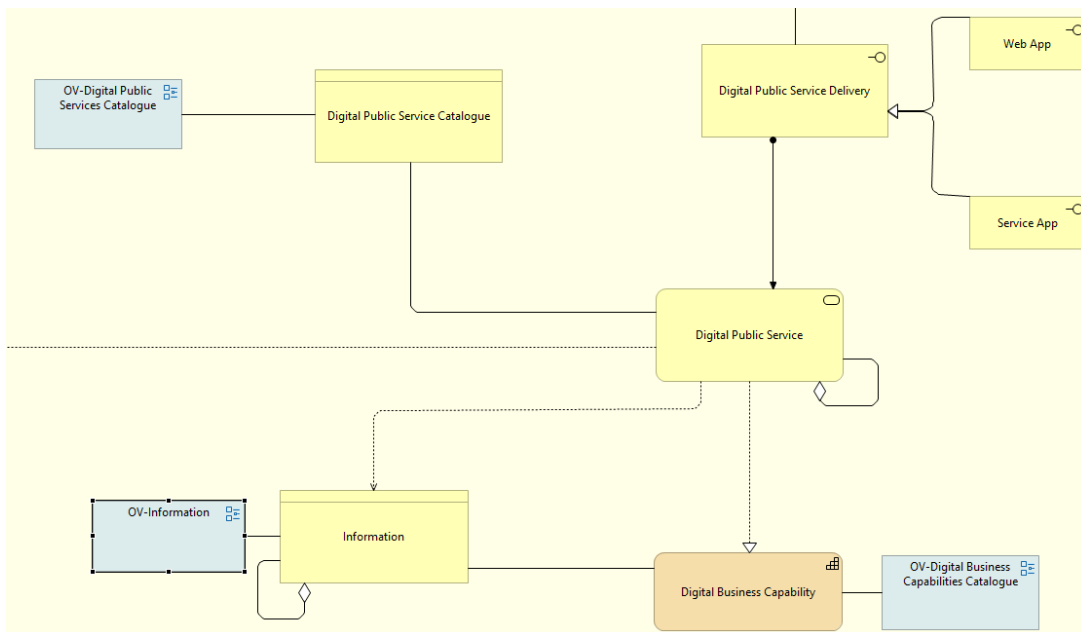 Web App
OV-Digital Public
Services Catalogue
Digital Public Service Catalogue
Digital Public Service Delivery
Service App
Digital Public Service
OV-Information
Information
Digital Business Capability
OV-Digital Business
Capabilities Catalogue